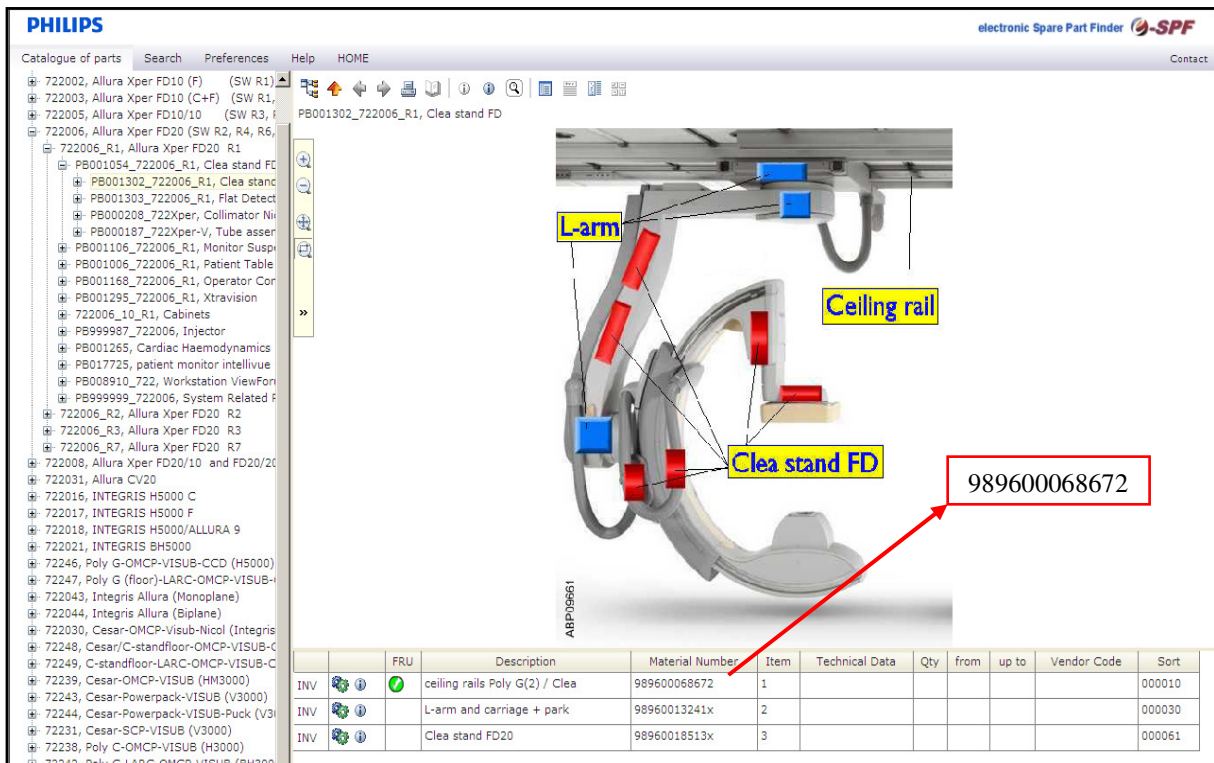 PHILIPS
electronic Spare Part Finder e-SPF
Catalogue of parts Search Preferences Help HOME Contact
722002, Allura Xper FD10 (F) (SW R1)
722003, Allura Xper FD10 (C+F) (SW R1,
722005, Allura Xper FD10/10 (SW R3,
722006, Allura Xper FD20 (SW R2, R4, R6,
722006_R1, Allura Xper FD20 R1
PB001054_722006_R1, Clea stand FD
PB001302_722006_R1, Clea stand
PB001303_722006_R1, Flat Detect
PB000208_722Xper, Collimator Ni
PB000187_722Xper-V, Tube asser
PB001106_722006_R1, Monitor Susp
PB001006_722006_R1, Patient Table
PB001168_722006_R1, Operator Con
PB001295_722006_R1, Xtravision
722006_10_R1, Cabinets
PB999987_722006, Injector
PB001265, Cardiac Haemodynamics
PB017725, patient monitor intellivue
PB008910_722, Workstation ViewFor
PB999999_722006, System Related
722006_R2, Allura Xper FD20 R2
722006_R3, Allura Xper FD20 R3
722006_R7, Allura Xper FD20 R7
722008, Allura Xper FD20/10 and FD20/20
722031, Allura CV20
722016, INTEGRIS H5000 C
722017, INTEGRIS H5000 F
722018, INTEGRIS H5000/ALLURA 9
722021, INTEGRIS BH5000
72246, Poly G-OMCP-VISUB-CCD (H5000)
72247, Poly G (floor)-LARC-OMCP-VISUB-
722043, Integris Allura (Monoplane)
722044, Integris Allura (Biplane)
722030, Cesar-OMCP-Visub-Nicol (Integris
72248, Cesar/C-standfloor-OMCP-VISUB-C
72249, C-standfloor-LARC-OMCP-VISUB-C
72239, Cesar-OMCP-VISUB (HM3000)
72243, Cesar-Powerpack-VISUB (V3000)
72244, Cesar-Powerpack-VISUB-Puck (V3
72231, Cesar-SCP-VISUB (V3000)
72238, Poly C-OMCP-VISUB (H3000)
PB001302_722006_R1, Clea stand FD
L-arm
Ceiling rail
Clea stand FD
989600068672
ABP09661
FRU Description Material Number Item Technical Data Qty from up to Vendor Code Sort
INV ceiling rails Poly G(2) / Clea 989600068672 1 000010
INV L-arm and carriage + park 98960013241x 2 000030
INV Clea stand FD20 98960018513x 3 000061